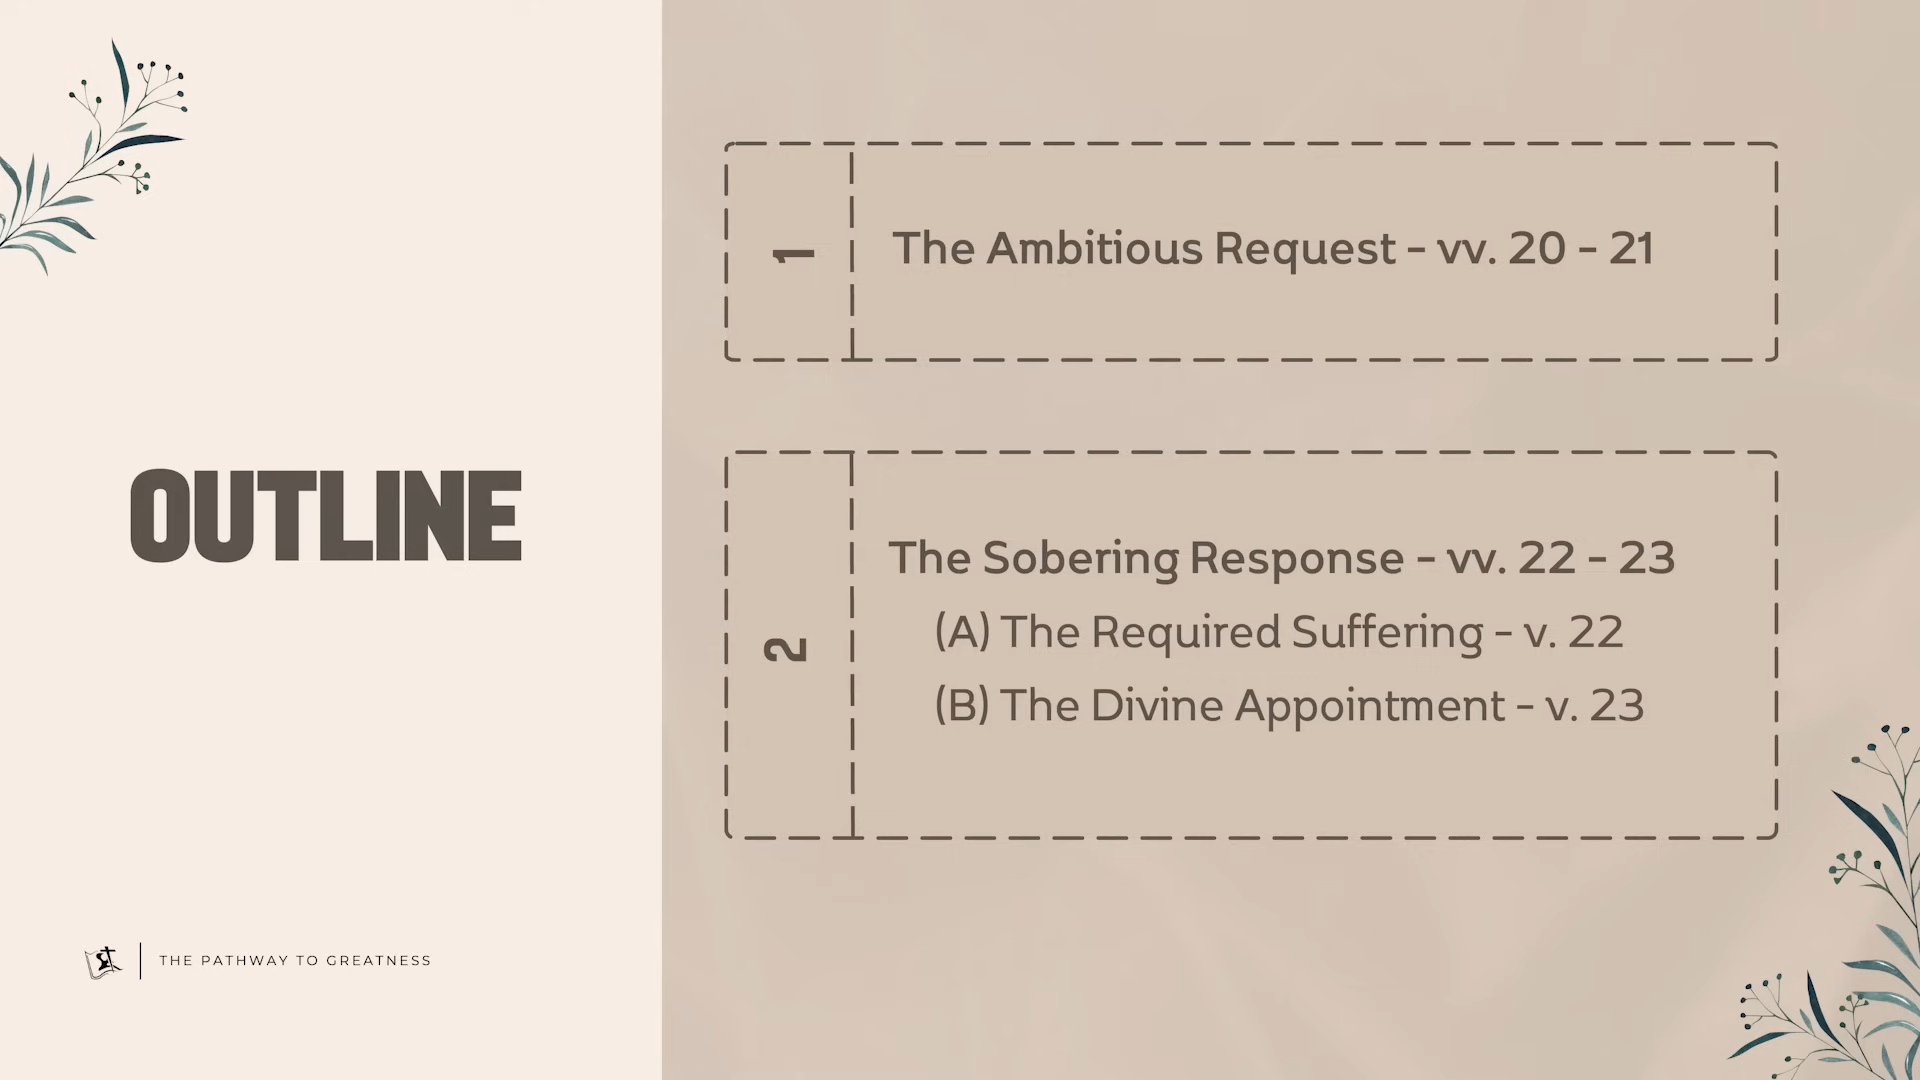 OUTLINE
THE PATHWAY TO GREATNESS
1
The Ambitious Request - vv. 20 - 21
2
The Sobering Response - vv. 22 - 23
(A) The Required Suffering - v. 22
(B) The Divine Appointment - v. 23